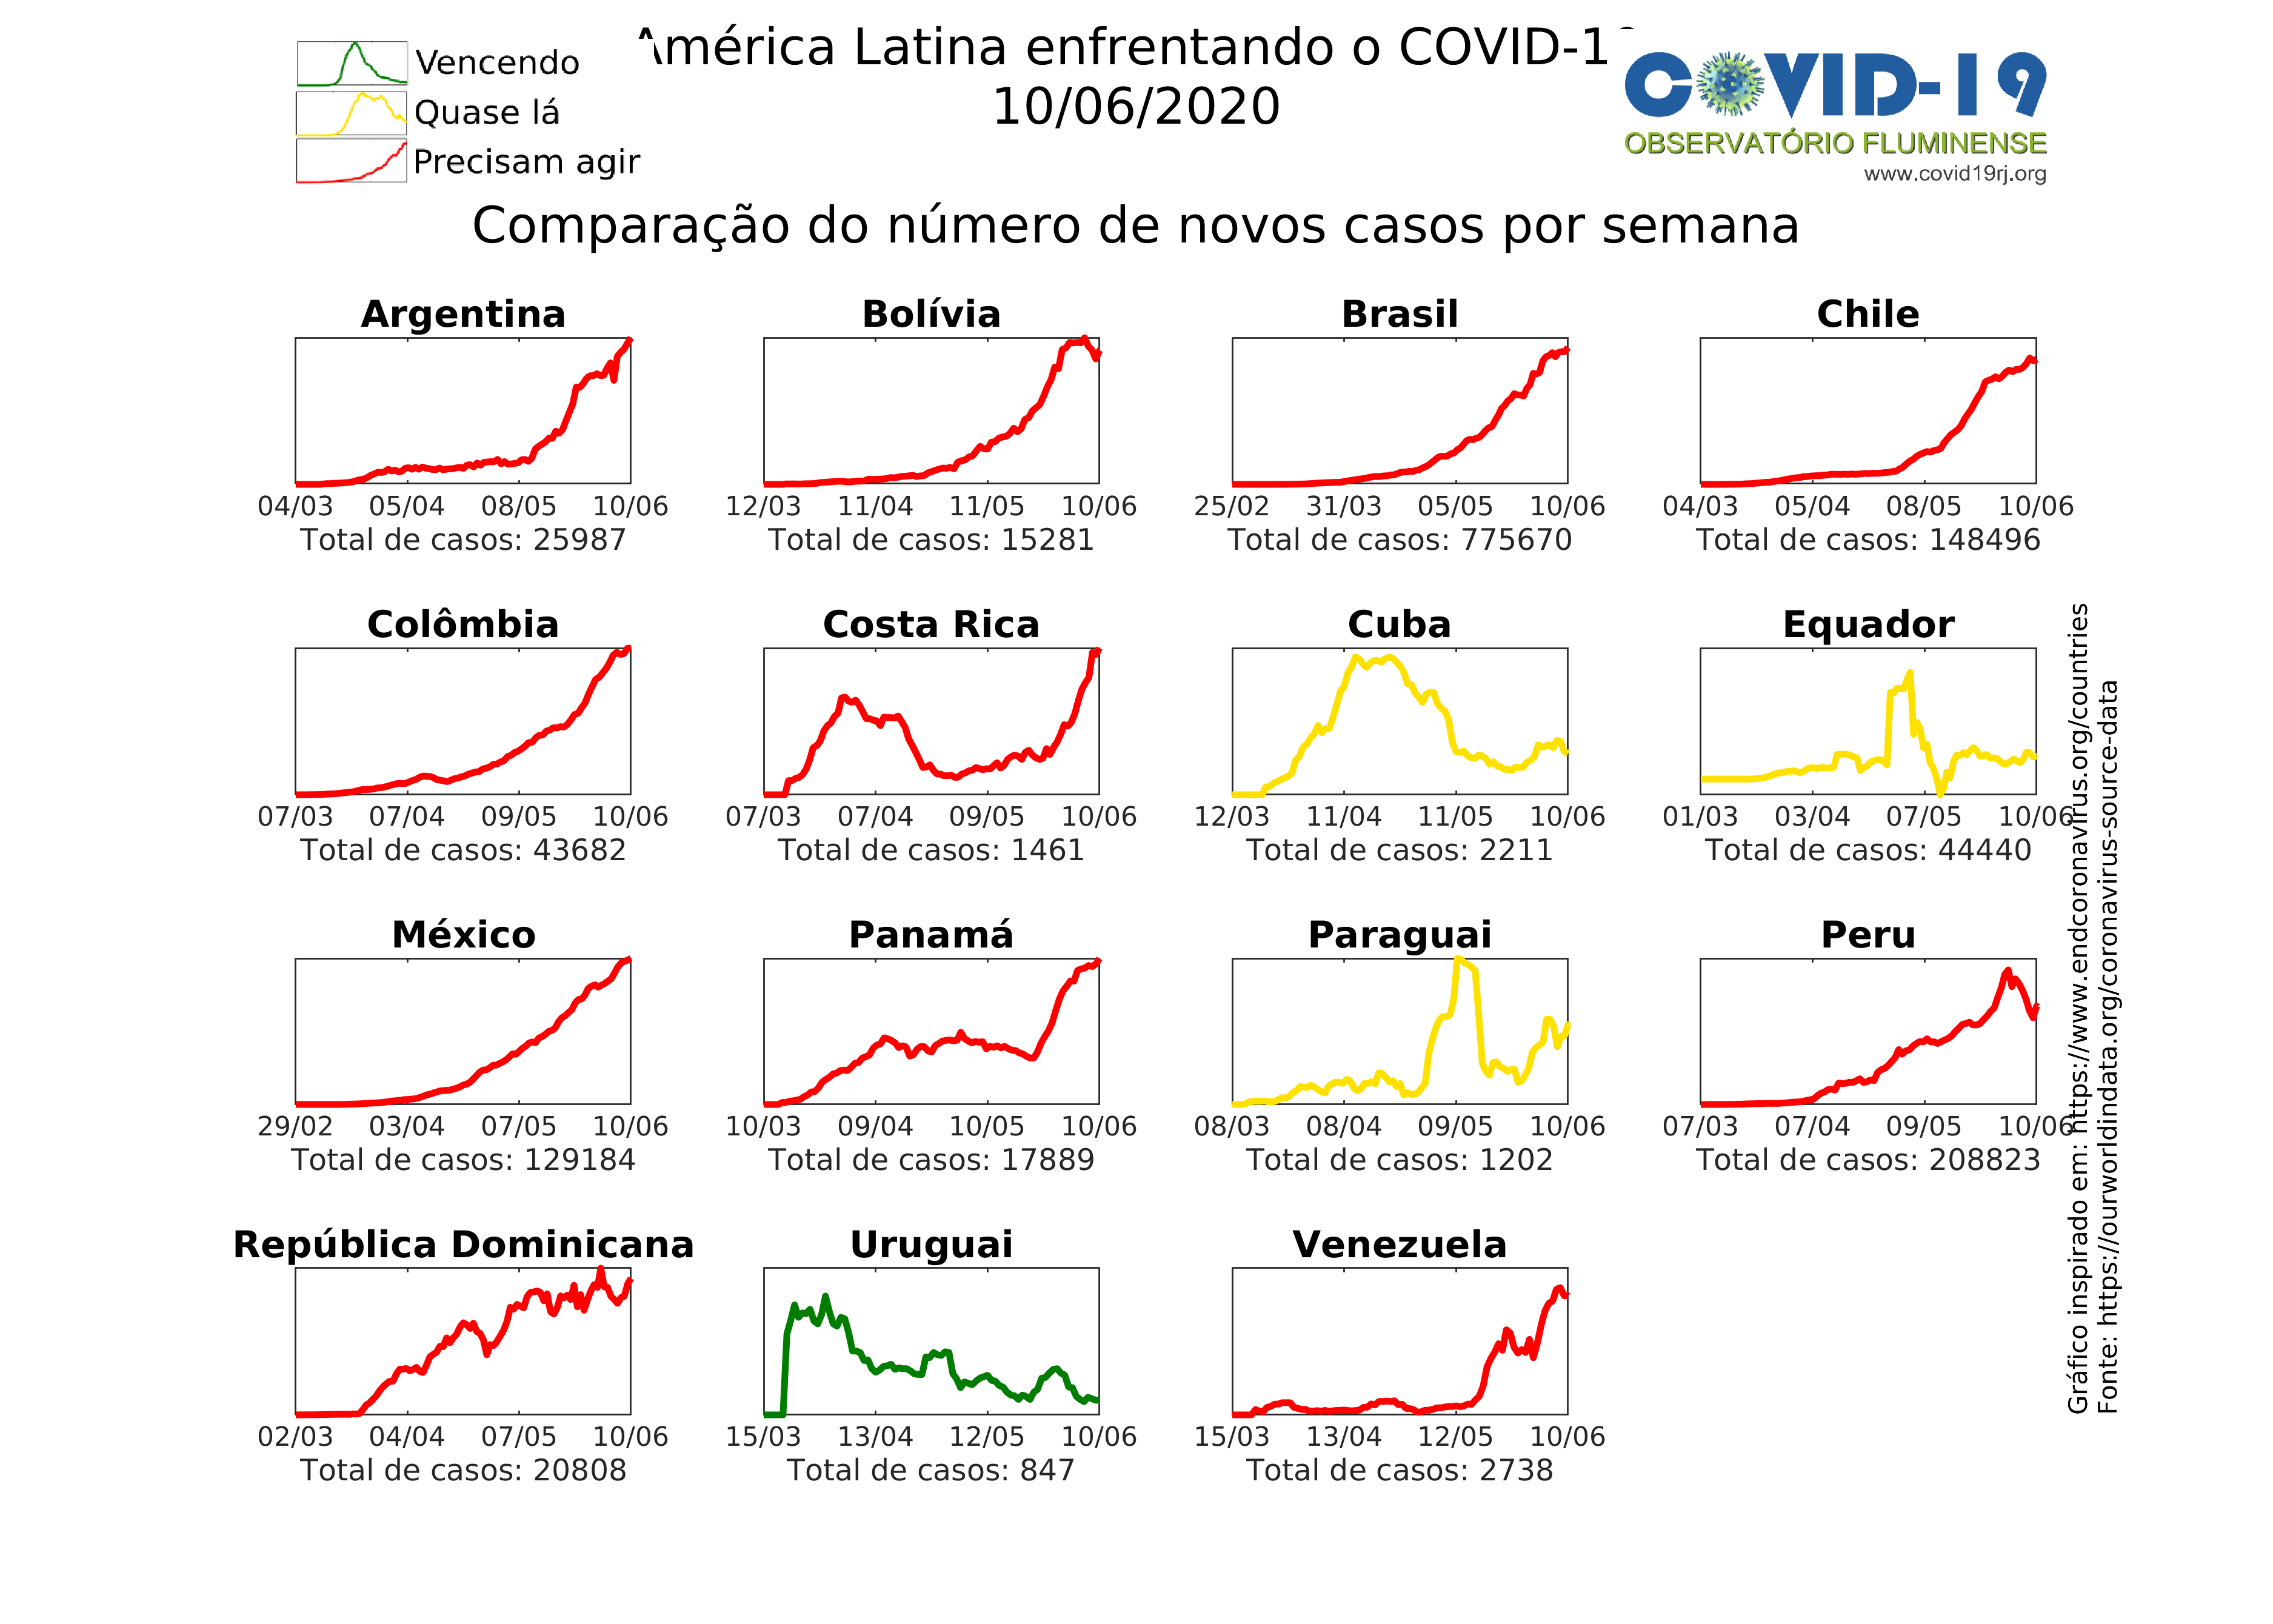 América Latina enfrentando o COVID-19
10/06/2020
Vencendo
Quase lá
Precisam agir
COVID-19
OBSERVATÓRIO FLUMINENSE
www.covid19rj.org
Comparação do número de novos casos por semana
Argentina
04/03 05/04 08/05 10/06
Total de casos: 25987
Bolívia
12/03 11/04 11/05 10/06
Total de casos: 15281
Brasil
25/02 31/03 05/05 10/06
Total de casos: 775670
Chile
04/03 05/04 08/05 10/06
Total de casos: 148496
Colômbia
07/03 07/04 09/05 10/06
Total de casos: 43682
Costa Rica
07/03 07/04 09/05 10/06
Total de casos: 1461
Cuba
12/03 11/04 11/05 10/06
Total de casos: 2211
Equador
01/03 03/04 07/05 10/06
Total de casos: 44440
México
29/02 03/04 07/05 10/06
Total de casos: 129184
Panamá
10/03 09/04 10/05 10/06
Total de casos: 17889
Paraguai
08/03 08/04 09/05 10/06
Total de casos: 1202
Peru
07/03 07/04 09/05 10/06
Total de casos: 208823
República Dominicana
02/03 04/04 07/05 10/06
Total de casos: 20808
Uruguai
15/03 13/04 12/05 10/06
Total de casos: 847
Venezuela
15/03 13/04 12/05 10/06
Total de casos: 2738
Gráfico inspirado em: https://www.endcoronavirus.org/countries
Fonte: https://ourworldindata.org/coronavirus-source-data